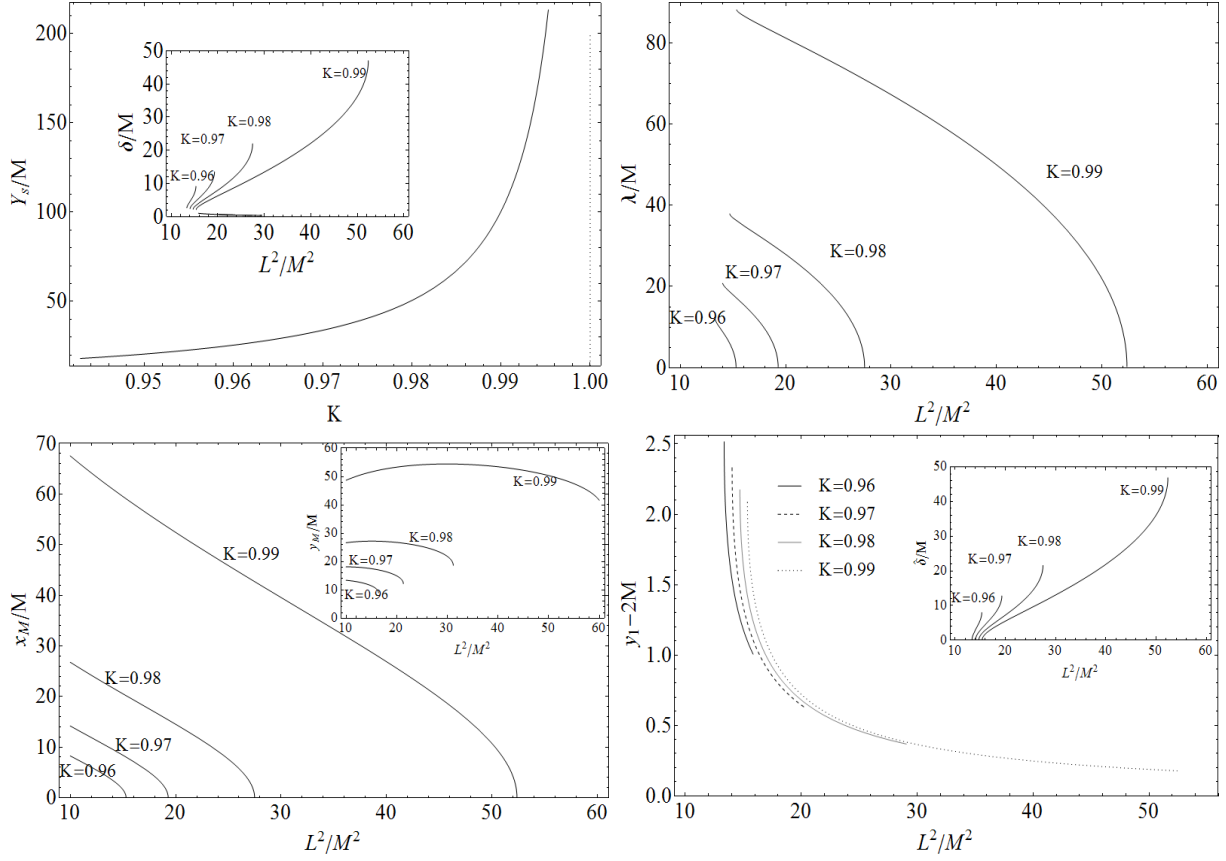 200
150
100
50
Y_s/M
0.95 0.96 0.97 0.98 0.99 1.00
K
50
40
30
20
10
0
δ/M
K=0.99
K=0.98
K=0.97
K=0.96
10 20 30 40 50 60
L²/M²
80
60
40
20
0
λ/M
K=0.99
K=0.98
K=0.97
K=0.96
10 20 30 40 50 60
L²/M²
70
60
50
40
30
20
10
0
x_M/M
K=0.99
K=0.98
K=0.97
K=0.96
10 20 30 40 50 60
L²/M²
60
50
40
30
20
10
0
y_M/M
K=0.99
K=0.98
K=0.97
K=0.96
10 20 30 40 50 60
L²/M²
2.5
2.0
1.5
1.0
0.5
0.0
y₁−2M
K=0.96
K=0.97
K=0.98
K=0.99
10 20 30 40 50
L²/M²
50
40
30
20
10
0
δ̂/M
K=0.99
K=0.98
K=0.97
K=0.96
10 20 30 40 50 60
L²/M²